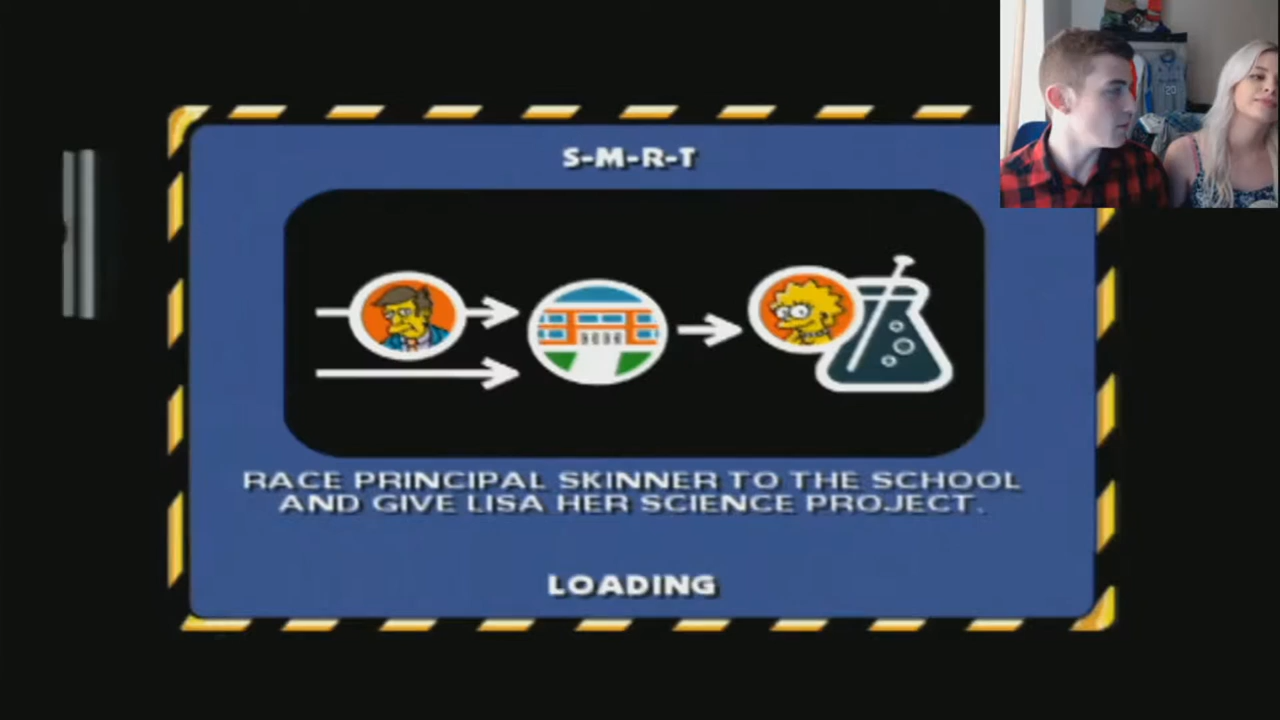 S-M-R-T
RACE PRINCIPAL SKINNER TO THE SCHOOL
AND GIVE LISA HER SCIENCE PROJECT.
LOADING